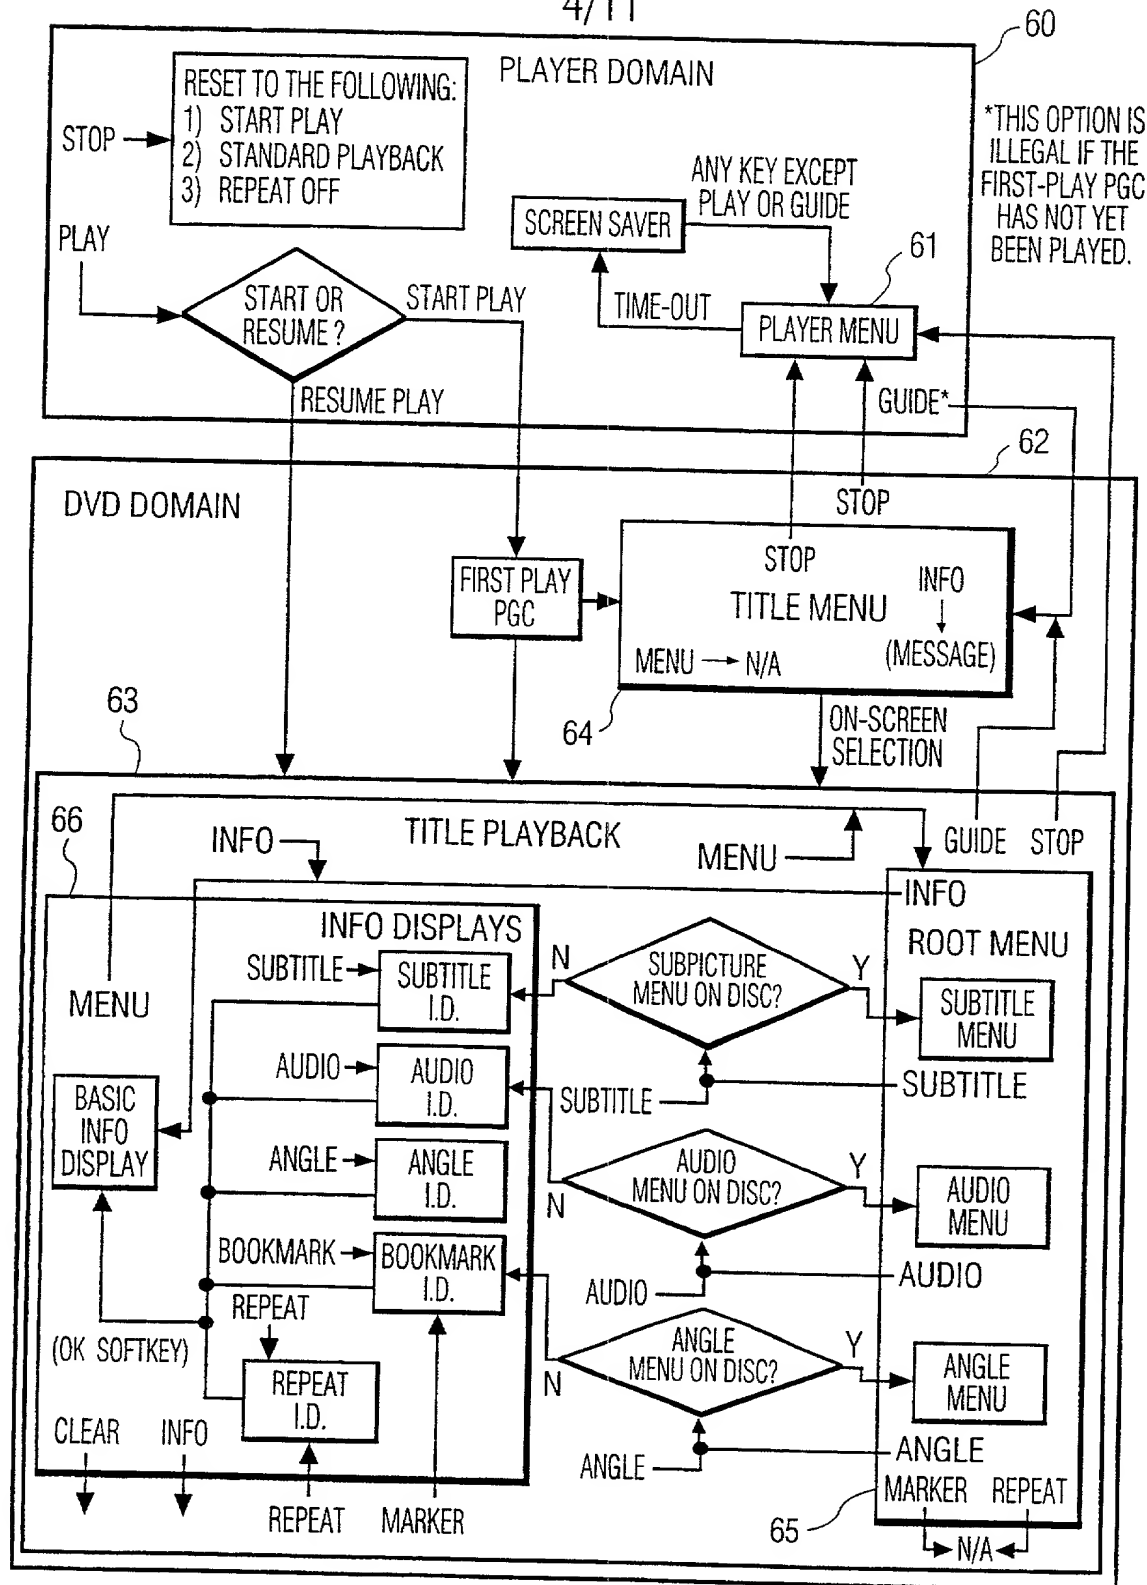 4/11
60
PLAYER DOMAIN
RESET TO THE FOLLOWING:
1) START PLAY
2) STANDARD PLAYBACK
3) REPEAT OFF
STOP
*THIS OPTION IS
ILLEGAL IF THE
FIRST-PLAY PGC
HAS NOT YET
BEEN PLAYED.
ANY KEY EXCEPT
PLAY OR GUIDE
SCREEN SAVER
PLAY
61
START OR
RESUME ?
START PLAY
TIME-OUT
PLAYER MENU
RESUME PLAY
GUIDE*
62
DVD DOMAIN
STOP
STOP
FIRST PLAY
PGC
INFO
TITLE MENU
(MESSAGE)
MENU
N/A
63
64
ON-SCREEN
SELECTION
66
TITLE PLAYBACK
INFO
MENU
GUIDE
STOP
INFO
INFO DISPLAYS
ROOT MENU
SUBTITLE
SUBTITLE
I.D.
N
SUBPICTURE
MENU ON DISC?
Y
SUBTITLE
MENU
MENU
AUDIO
AUDIO
I.D.
SUBTITLE
SUBTITLE
BASIC
INFO
DISPLAY
ANGLE
ANGLE
I.D.
N
AUDIO
MENU ON DISC?
Y
AUDIO
MENU
BOOKMARK
BOOKMARK
I.D.
AUDIO
AUDIO
REPEAT
(OK SOFTKEY)
REPEAT
I.D.
N
ANGLE
MENU ON DISC?
Y
ANGLE
MENU
CLEAR
INFO
ANGLE
ANGLE
MARKER
REPEAT
REPEAT
MARKER
65
N/A